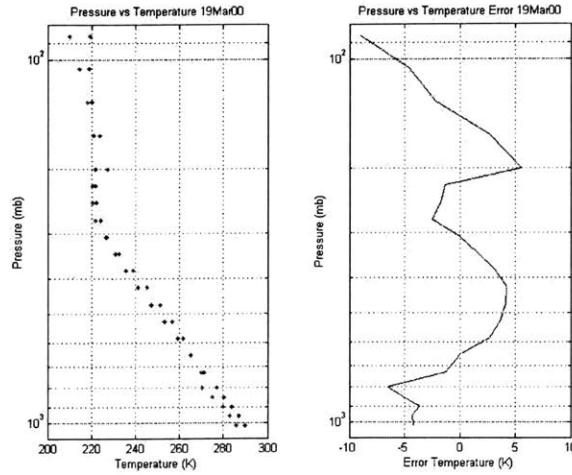 Pressure vs Temperature 19Mar00
10²
10³
Pressure (mb)
200 220 240 260 280 300
Temperature (K)
Pressure vs Temperature Error 19Mar00
10²
10³
Pressure (mb)
-10 -5 0 5 10
Error Temperature (K)